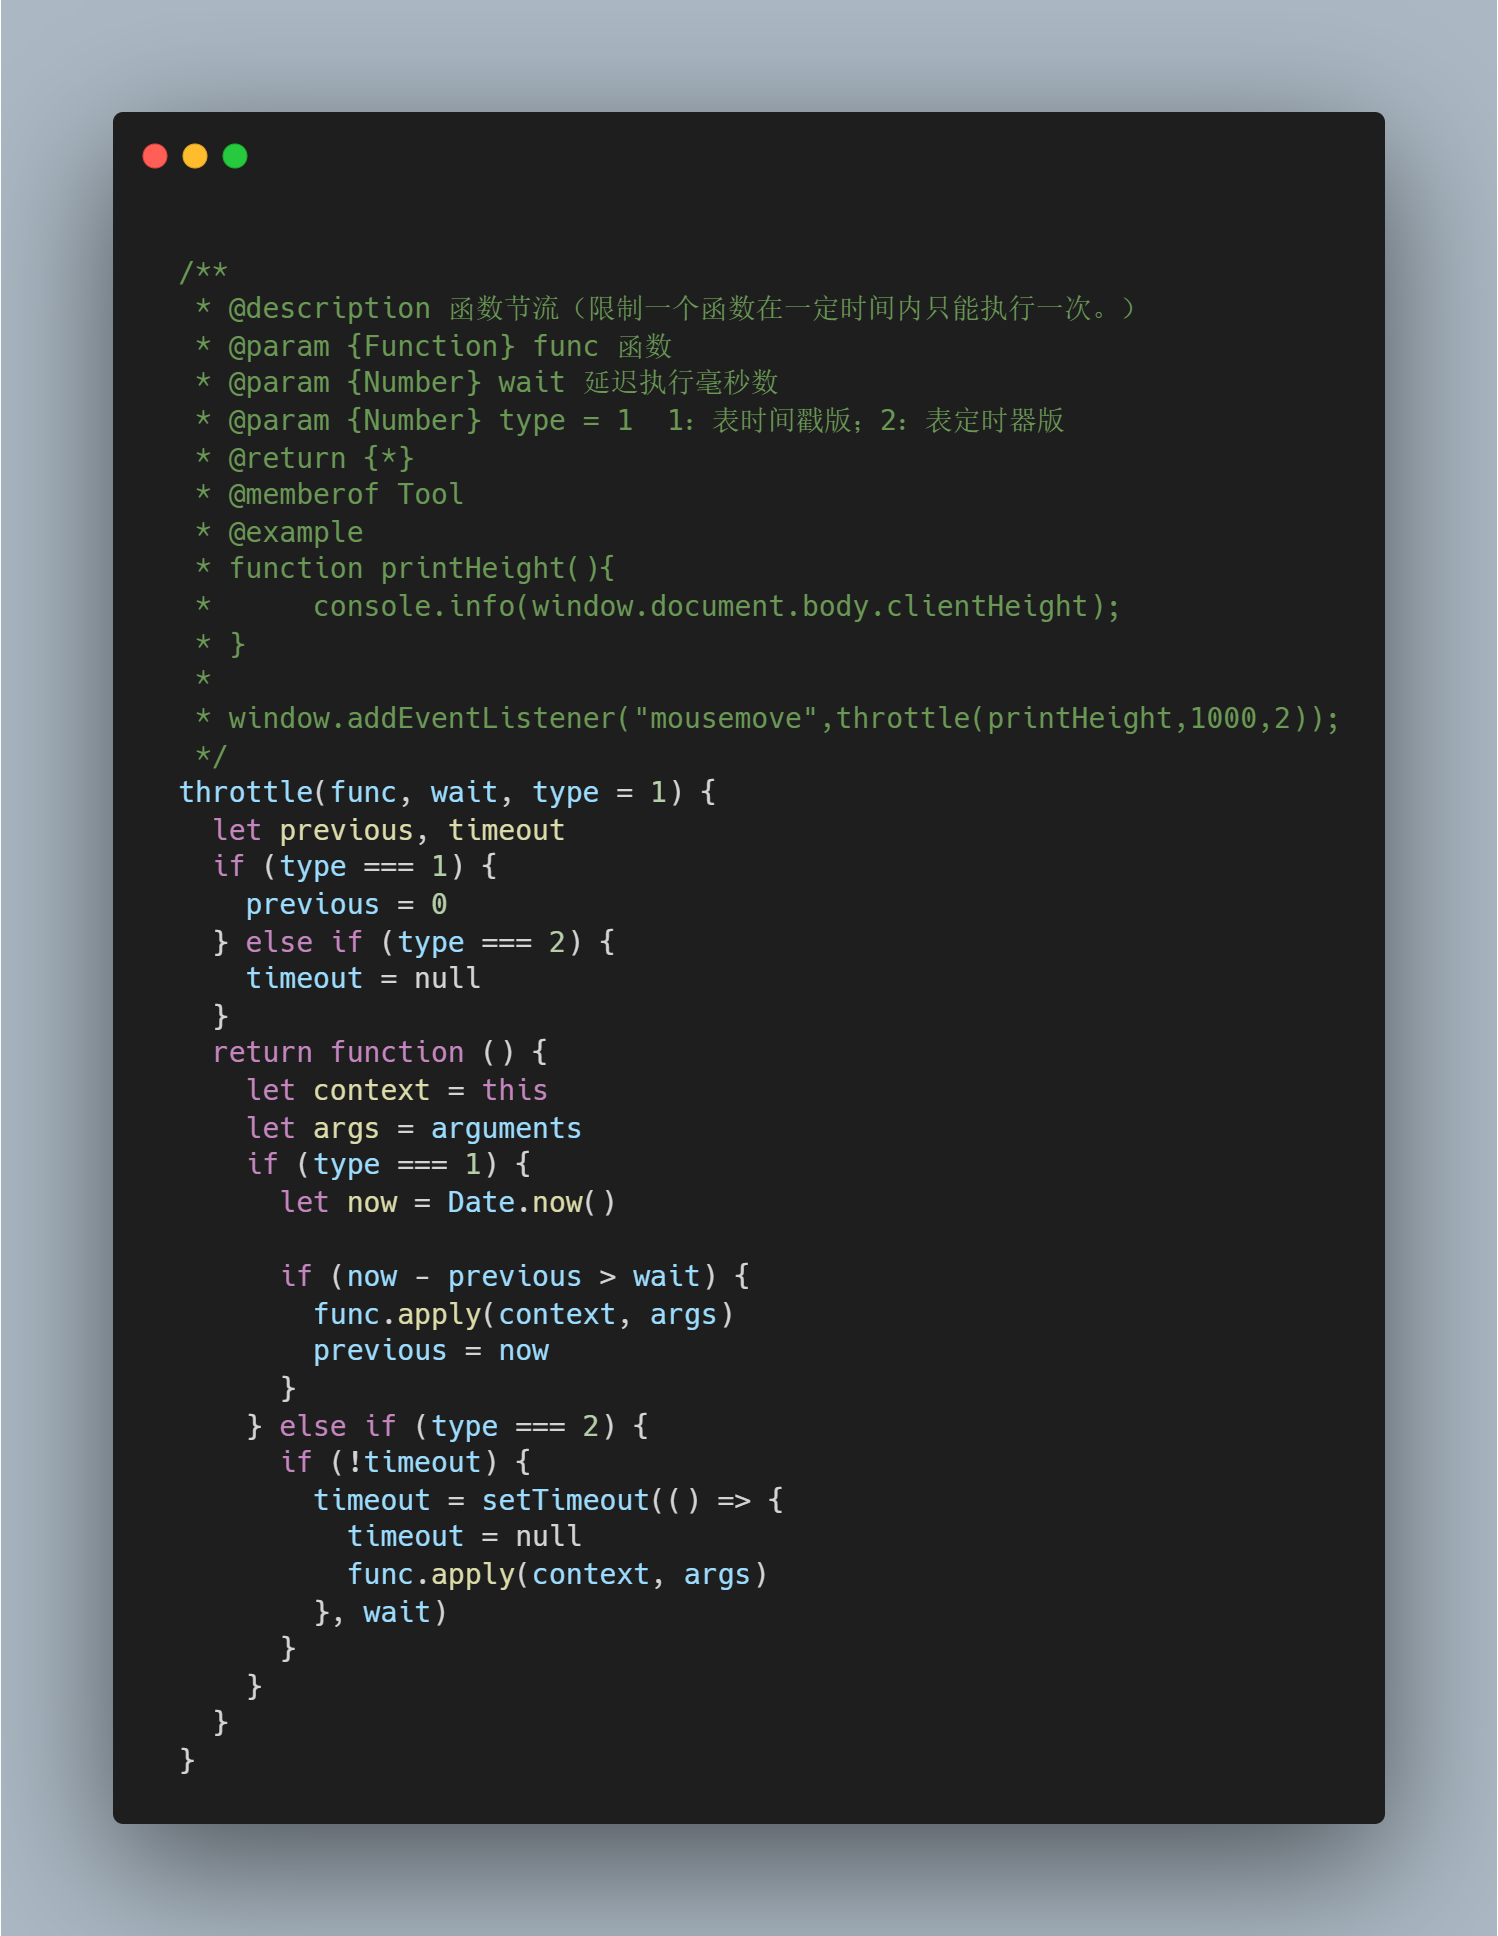 /**
 * @description 函数节流（限制一个函数在一定时间内只能执行一次。）
 * @param {Function} func 函数
 * @param {Number} wait 延迟执行毫秒数
 * @param {Number} type = 1  1：表时间戳版；2：表定时器版
 * @return {*}
 * @memberof Tool
 * @example
 * function printHeight(){
 *      console.info(window.document.body.clientHeight);
 * }
 *
 * window.addEventListener("mousemove",throttle(printHeight,1000,2));
 */
throttle(func, wait, type = 1) {
  let previous, timeout
  if (type === 1) {
    previous = 0
  } else if (type === 2) {
    timeout = null
  }
  return function () {
    let context = this
    let args = arguments
    if (type === 1) {
      let now = Date.now()

      if (now - previous > wait) {
        func.apply(context, args)
        previous = now
      }
    } else if (type === 2) {
      if (!timeout) {
        timeout = setTimeout(() => {
          timeout = null
          func.apply(context, args)
        }, wait)
      }
    }
  }
}